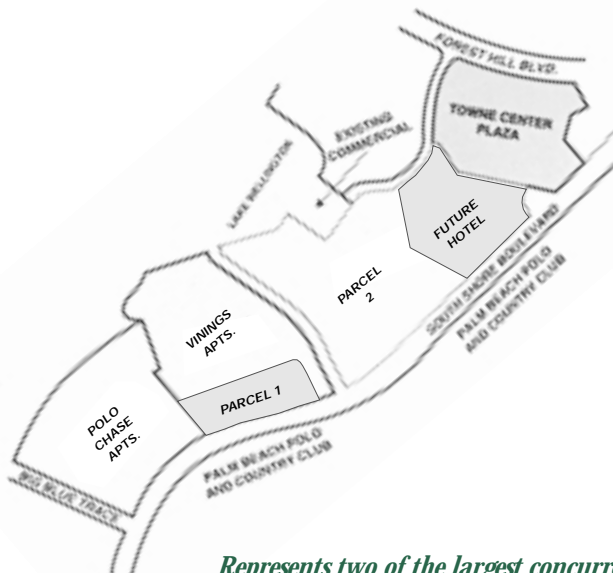 FOREST HILL BLVD.
TOWNE CENTER
PLAZA
EXISTING
COMMERCIAL
LAKE WELLINGTON
FUTURE
HOTEL
SOUTH SHORE BOULEVARD
PALM BEACH POLO
AND COUNTRY CLUB
PARCEL
2
VININGS
APTS.
PARCEL 1
POLO
CHASE
APTS.
PALM BEACH POLO
AND COUNTRY CLUB
BIG BLUE TRACE
Represents two of the largest